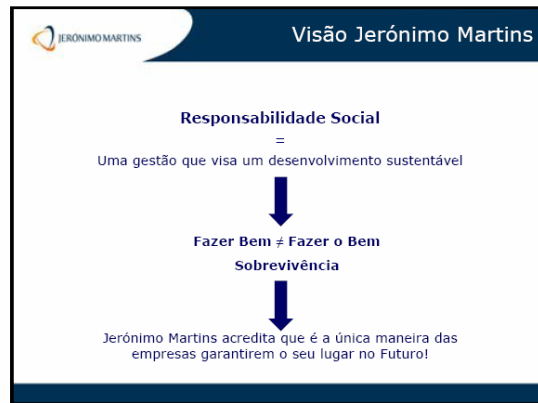 JERÓNIMO MARTINS
Visão Jerónimo Martins
Responsabilidade Social
=
Uma gestão que visa um desenvolvimento sustentável
Fazer Bem ≠ Fazer o Bem
Sobrevivência
Jerónimo Martins acredita que é a única maneira das
empresas garantirem o seu lugar no Futuro!